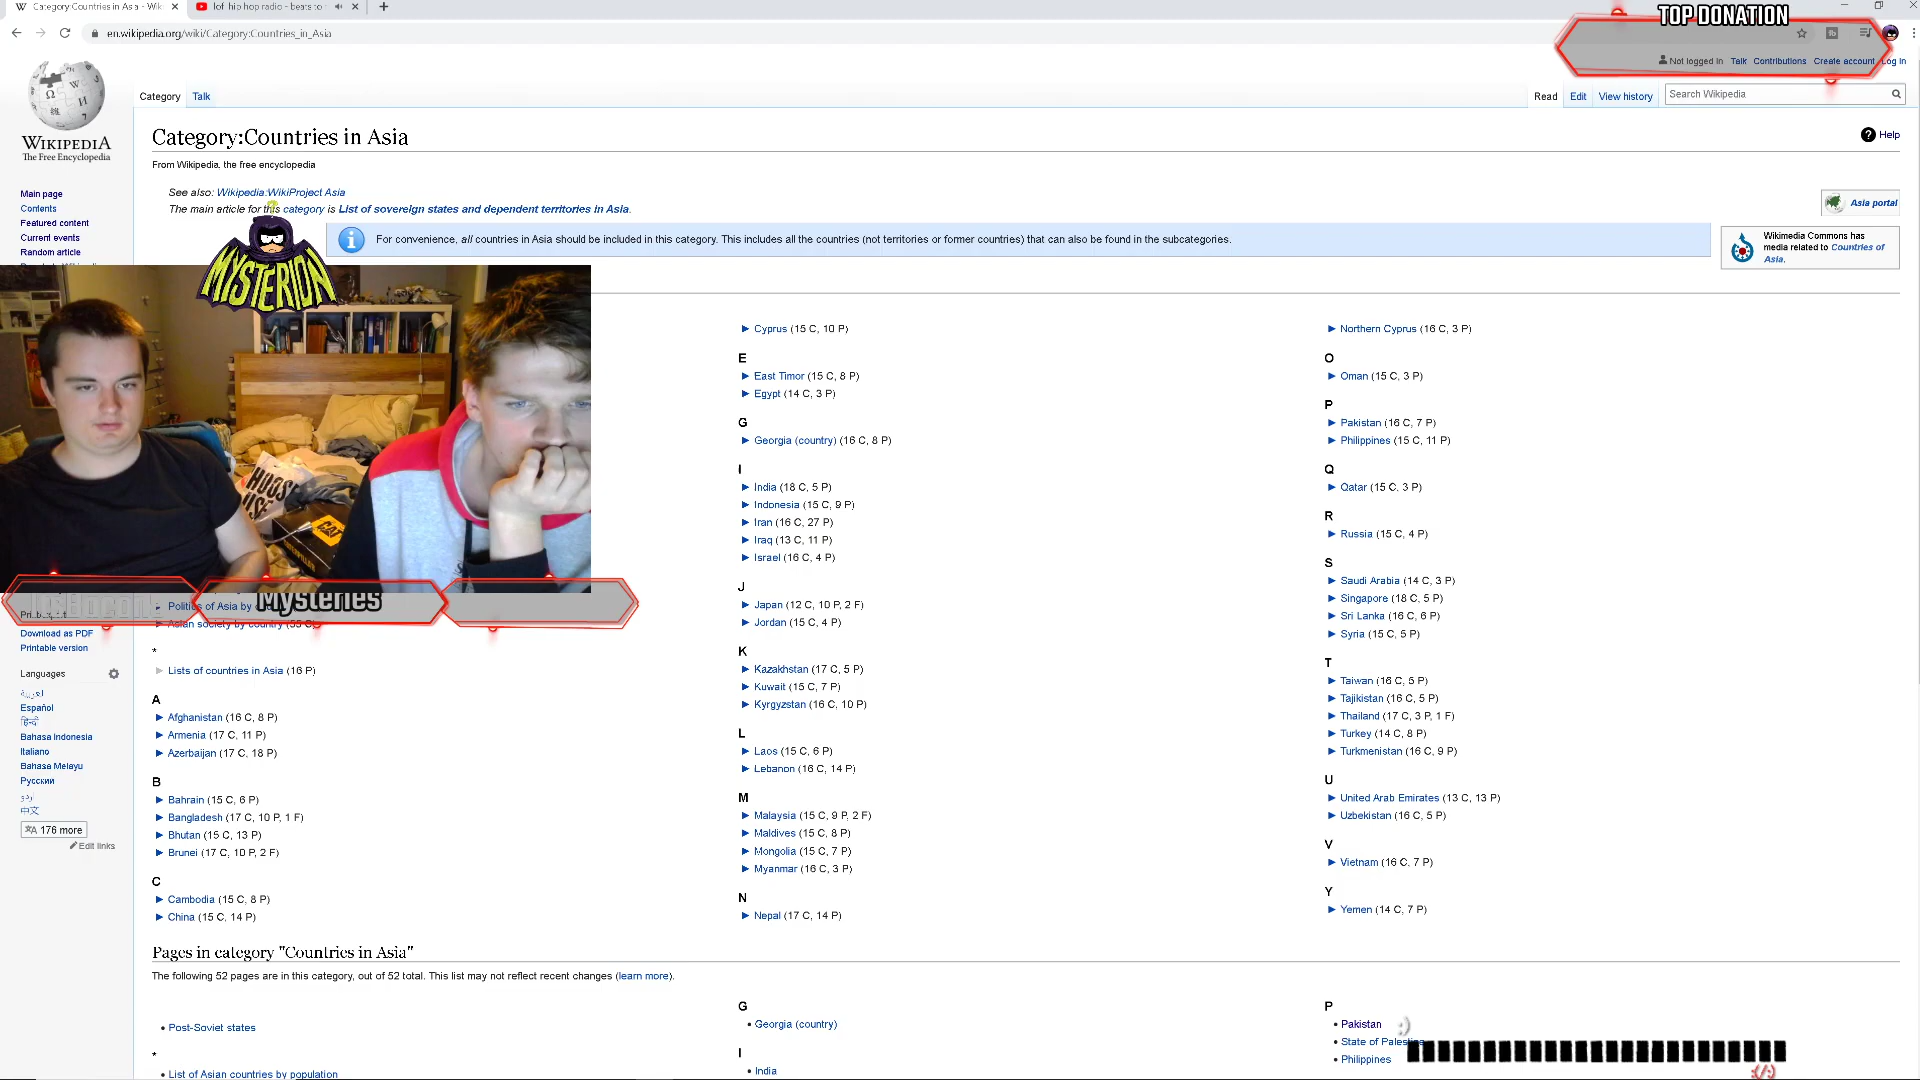 Category:Countries in Asia - Wiki
lofi hip hop radio - beats to
en.wikipedia.org/wiki/Category:Countries_in_Asia
TOP DONATION
Not logged in Talk Contributions Create account Log in
Category Talk
Read Edit View history
Search Wikipedia
WIKIPEDIA
The Free Encyclopedia
Main page
Contents
Featured content
Current events
Random article
Category:Countries in Asia
Help
From Wikipedia, the free encyclopedia
See also: Wikipedia:WikiProject Asia
The main article for this category is List of sovereign states and dependent territories in Asia.
Asia portal
For convenience, all countries in Asia should be included in this category. This includes all the countries (not territories or former countries) that can also be found in the subcategories.
Wikimedia Commons has
media related to Countries of
Asia.
MYSTERION
CAT
Mysteries
Politics of Asia by
Asian society by country (55 C)
Download as PDF
Printable version
Languages
العربية
Español
हिन्दी
Bahasa Indonesia
Italiano
Bahasa Melayu
Русский
اردو
中文
176 more
Edit links
*
Lists of countries in Asia (16 P)
A
Afghanistan (16 C, 8 P)
Armenia (17 C, 11 P)
Azerbaijan (17 C, 18 P)
B
Bahrain (15 C, 6 P)
Bangladesh (17 C, 10 P, 1 F)
Bhutan (15 C, 13 P)
Brunei (17 C, 10 P, 2 F)
C
Cambodia (15 C, 8 P)
China (15 C, 14 P)
Cyprus (15 C, 10 P)
E
East Timor (15 C, 8 P)
Egypt (14 C, 3 P)
G
Georgia (country) (16 C, 8 P)
I
India (18 C, 5 P)
Indonesia (15 C, 9 P)
Iran (16 C, 27 P)
Iraq (13 C, 11 P)
Israel (16 C, 4 P)
J
Japan (12 C, 10 P, 2 F)
Jordan (15 C, 4 P)
K
Kazakhstan (17 C, 5 P)
Kuwait (15 C, 7 P)
Kyrgyzstan (16 C, 10 P)
L
Laos (15 C, 6 P)
Lebanon (16 C, 14 P)
M
Malaysia (15 C, 9 P, 2 F)
Maldives (15 C, 8 P)
Mongolia (15 C, 7 P)
Myanmar (16 C, 3 P)
N
Nepal (17 C, 14 P)
Northern Cyprus (16 C, 3 P)
O
Oman (15 C, 3 P)
P
Pakistan (16 C, 7 P)
Philippines (15 C, 11 P)
Q
Qatar (15 C, 3 P)
R
Russia (15 C, 4 P)
S
Saudi Arabia (14 C, 3 P)
Singapore (18 C, 5 P)
Sri Lanka (16 C, 6 P)
Syria (15 C, 5 P)
T
Taiwan (16 C, 5 P)
Tajikistan (16 C, 5 P)
Thailand (17 C, 3 P, 1 F)
Turkey (14 C, 8 P)
Turkmenistan (16 C, 9 P)
U
United Arab Emirates (13 C, 13 P)
Uzbekistan (16 C, 5 P)
V
Vietnam (16 C, 7 P)
Y
Yemen (14 C, 7 P)
Pages in category "Countries in Asia"
The following 52 pages are in this category, out of 52 total. This list may not reflect recent changes (learn more).
Post-Soviet states
*
List of Asian countries by population
G
Georgia (country)
I
India
P
Pakistan
State of Palestine
Philippines
:)
:(/:)